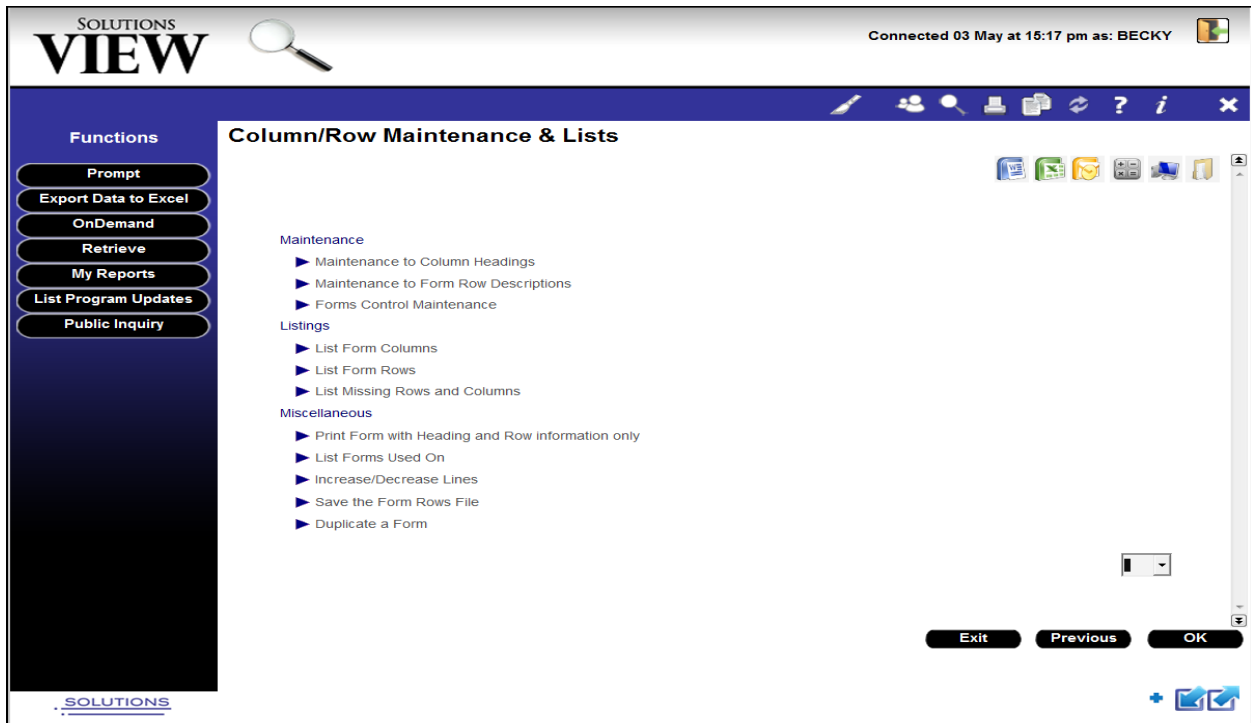 SOLUTIONS
VIEW
Connected 03 May at 15:17 pm as: BECKY
? i
Functions
Prompt
Export Data to Excel
OnDemand
Retrieve
My Reports
List Program Updates
Public Inquiry
Column/Row Maintenance & Lists
Maintenance
Maintenance to Column Headings
Maintenance to Form Row Descriptions
Forms Control Maintenance
Listings
List Form Columns
List Form Rows
List Missing Rows and Columns
Miscellaneous
Print Form with Heading and Row information only
List Forms Used On
Increase/Decrease Lines
Save the Form Rows File
Duplicate a Form
Exit Previous OK
SOLUTIONS